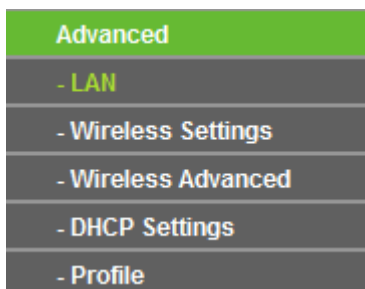 Advanced
- LAN
- Wireless Settings
- Wireless Advanced
- DHCP Settings
- Profile